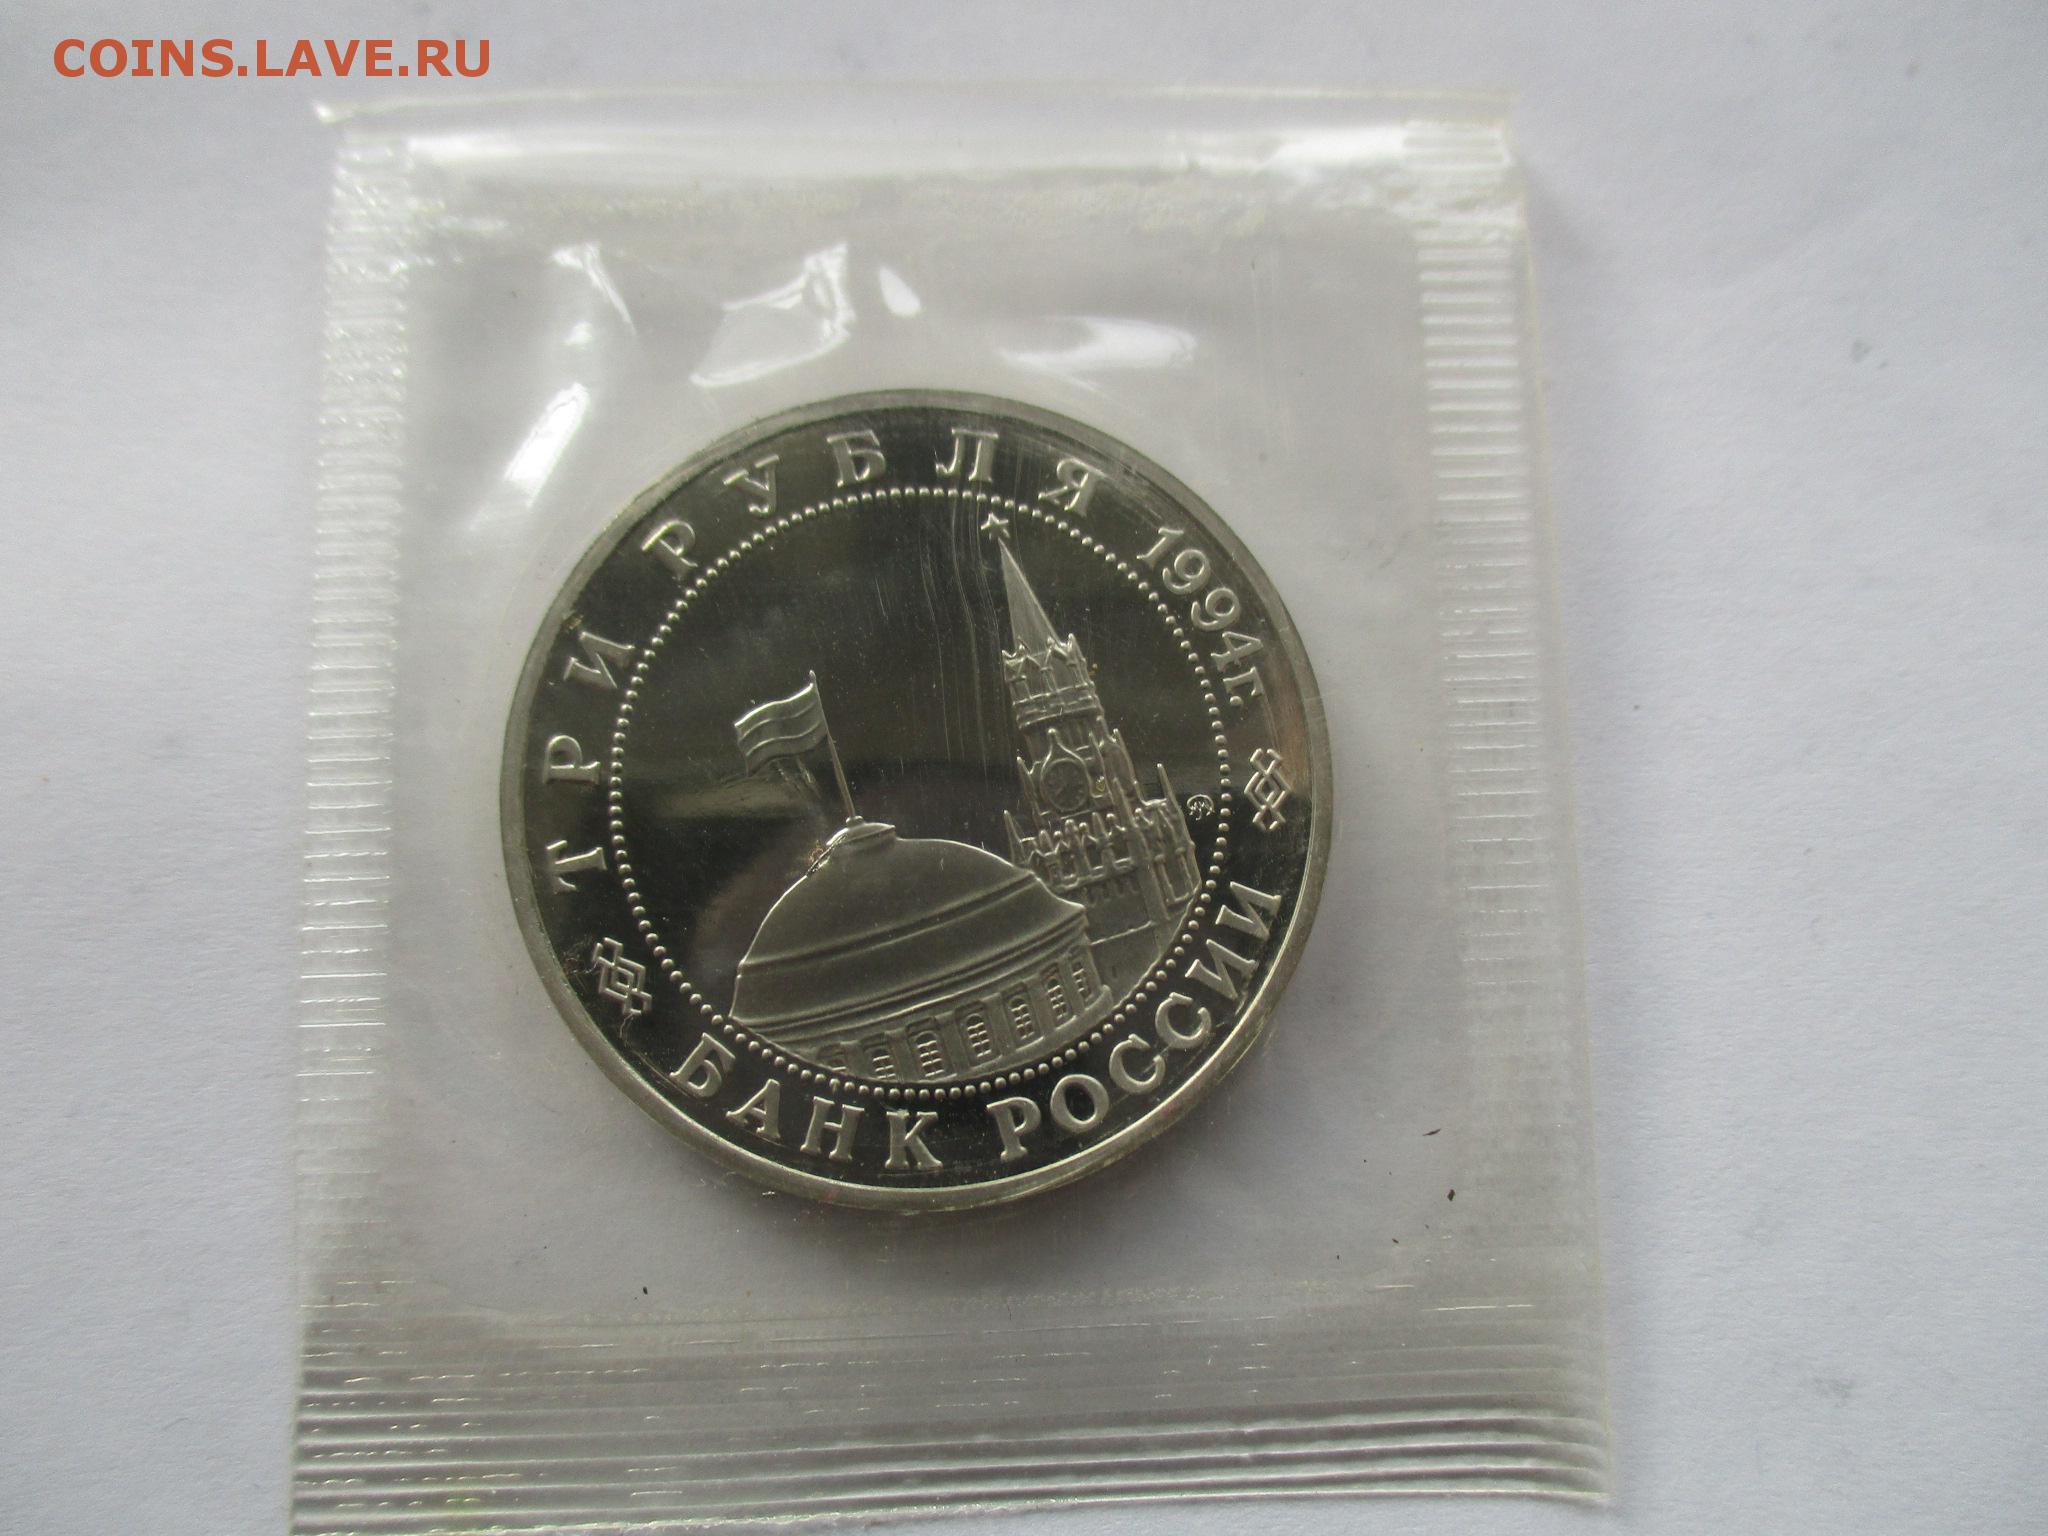 COINS.LAVE.RU
ТРИ РУБЛЯ 1994г.
БАНК РОССИИ